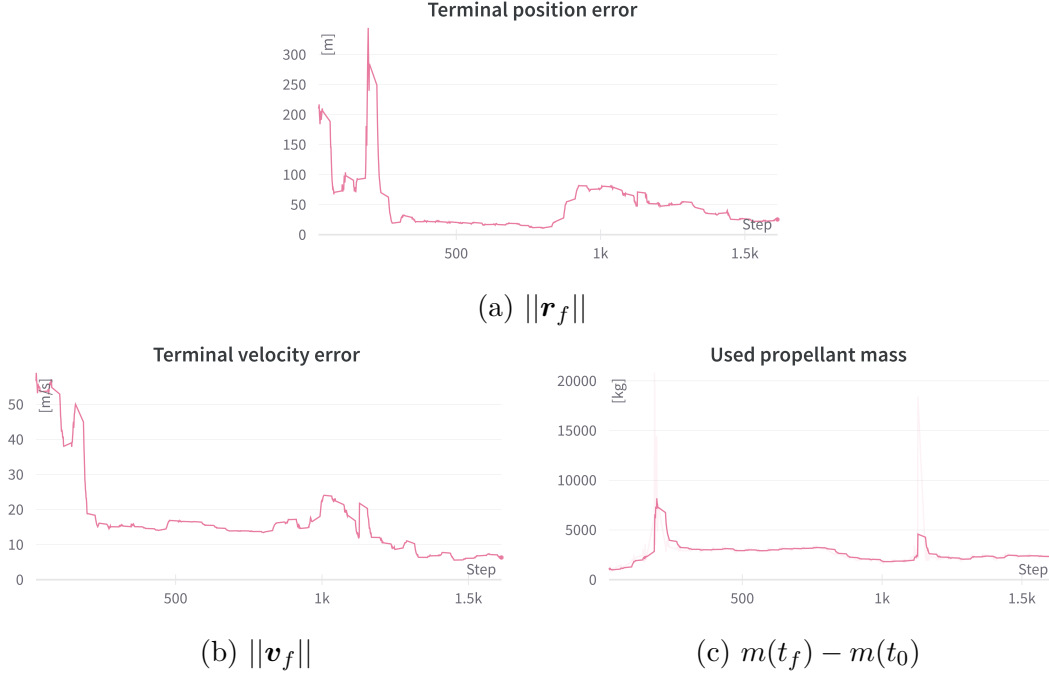 Terminal position error
[m]
300
250
200
150
100
50
0
Step
500
1k
1.5k
(a) ||r_f||
Terminal velocity error
[m/s]
50
40
30
20
10
0
Step
500
1k
1.5k
(b) ||v_f||
Used propellant mass
[kg]
20000
15000
10000
5000
0
Step
500
1k
1.5k
(c) m(t_f) − m(t_0)